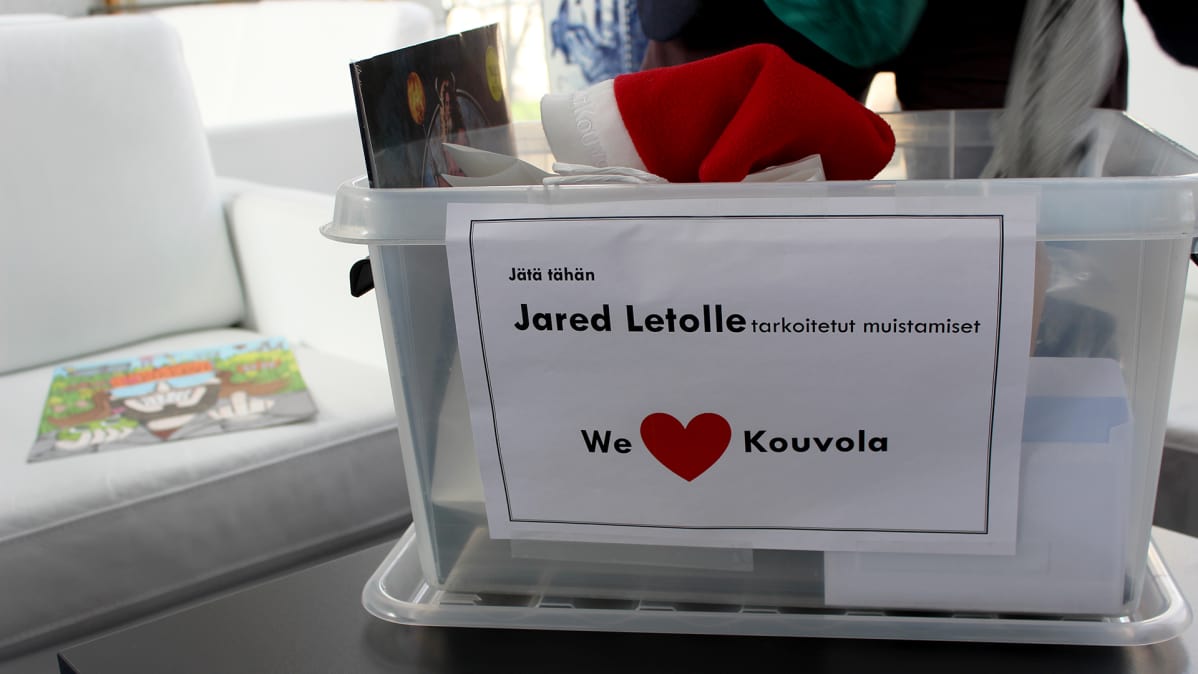 Jätä tähän
Jared Letolle tarkoitetut muistamiset
We Kouvola